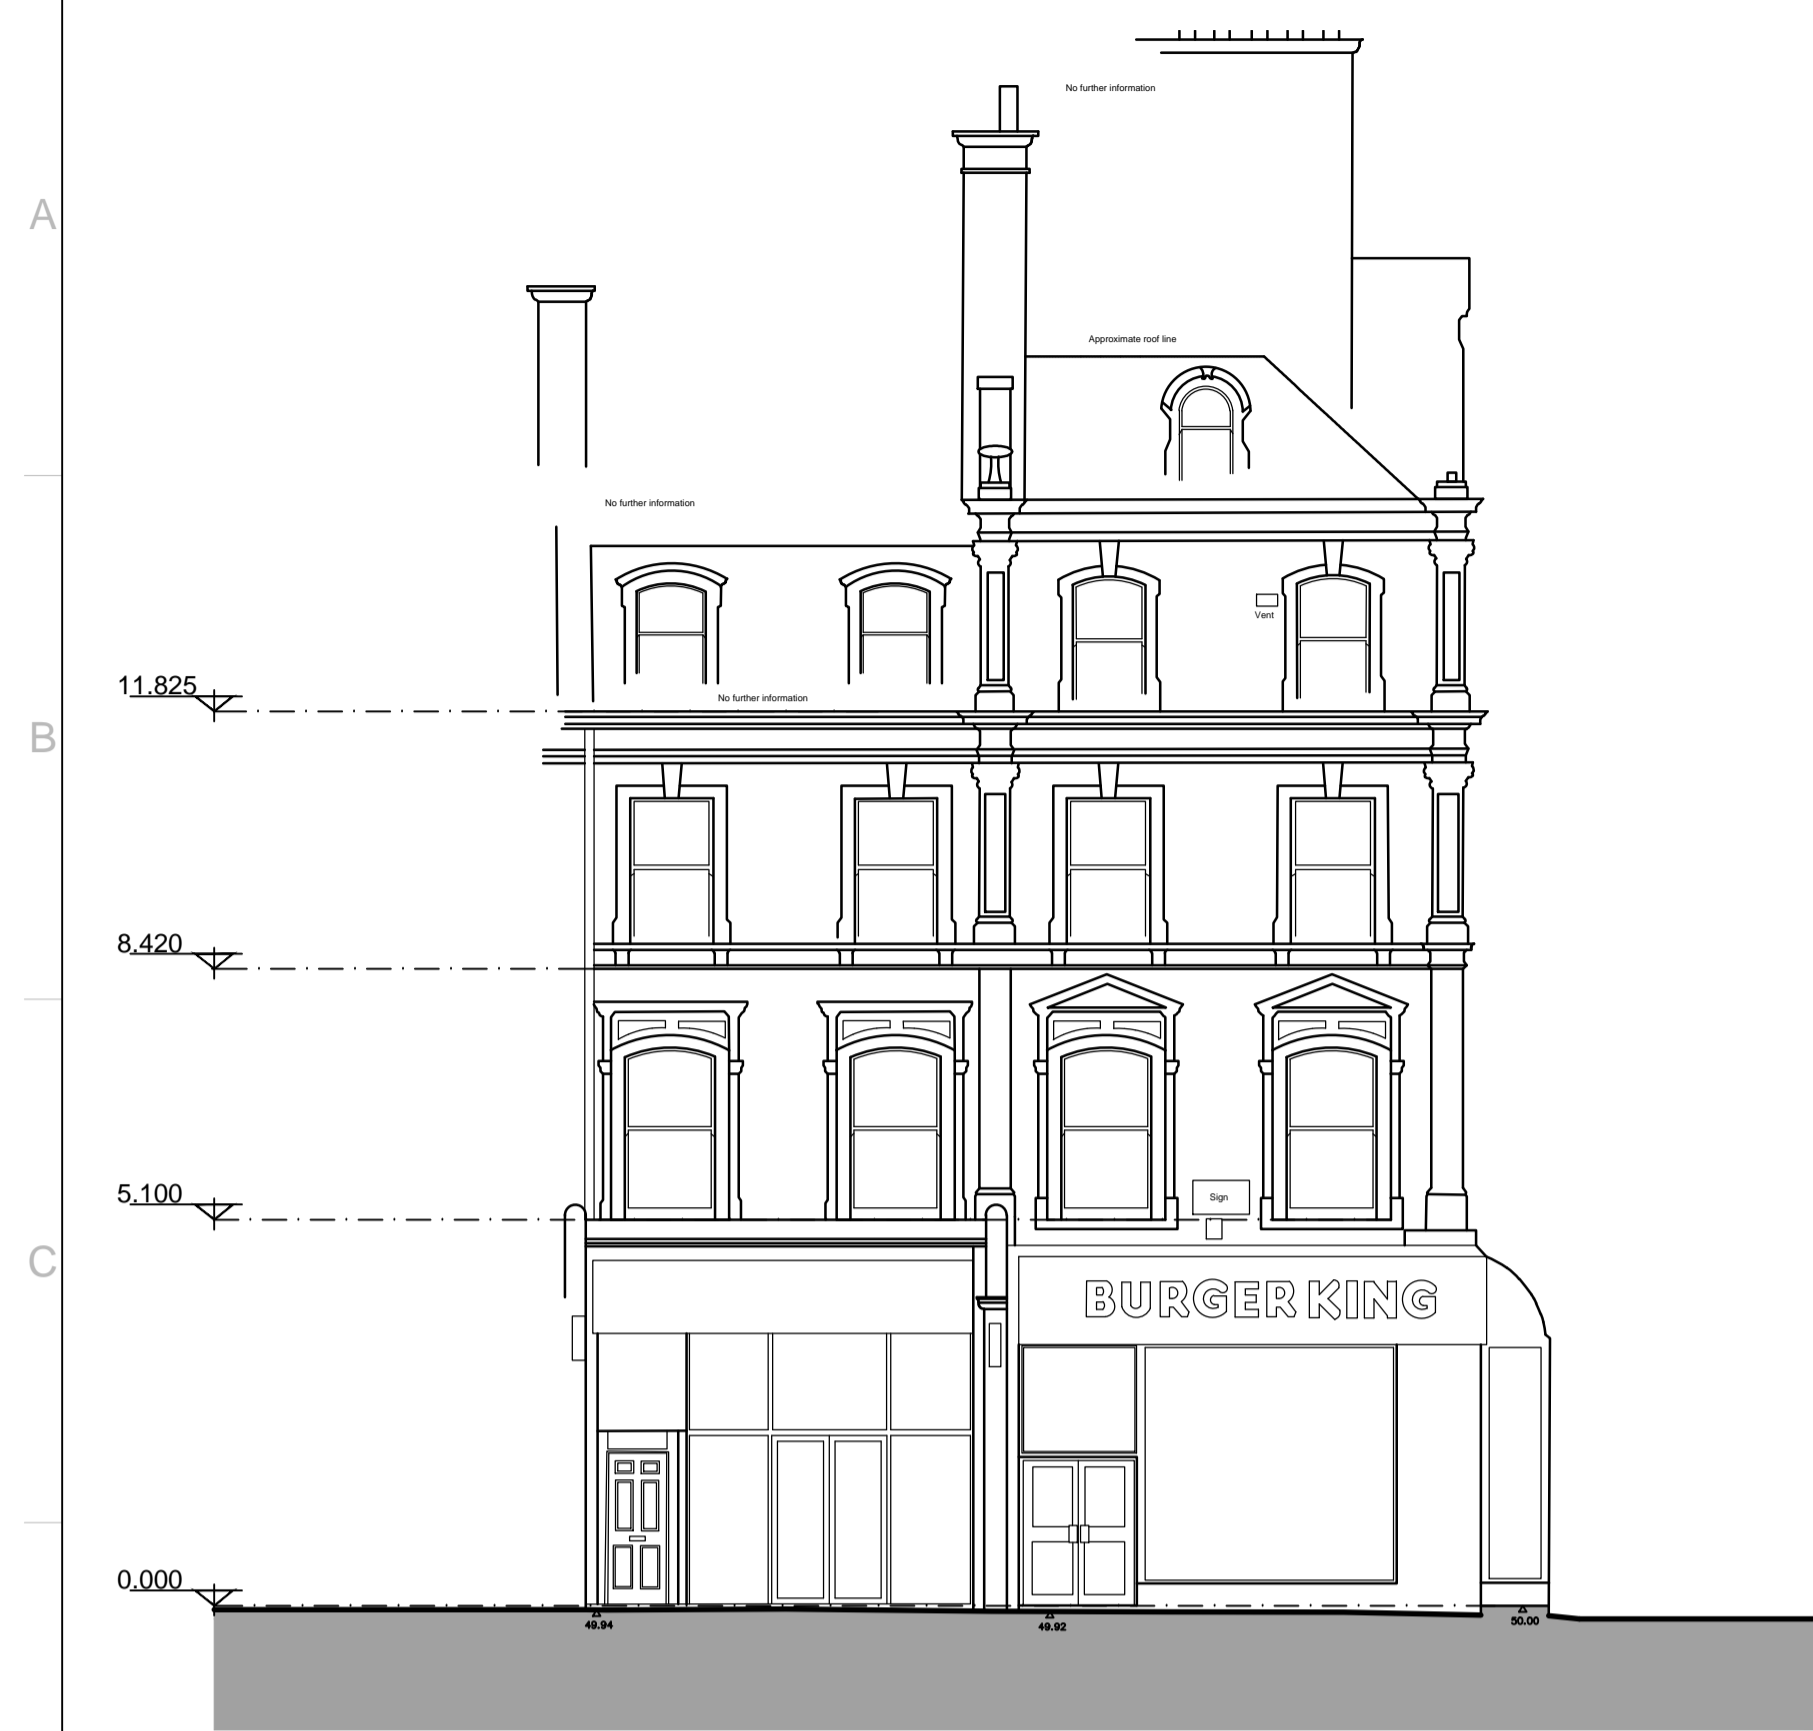 No further information
A
Approximate roof line
No further information
Vent
11.825
No further information
B
8.420
5.100
Sign
C
BURGER KING
0.000
49.94
49.92
50.00